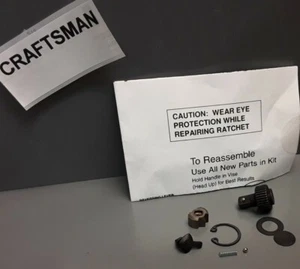 CRAFTSMAN
CAUTION: WEAR EYE
PROTECTION WHILE
REPAIRING RATCHET
To Reassemble
Use All New Parts in Kit
Hold Handle in Vise
(Head Up) for Best Results